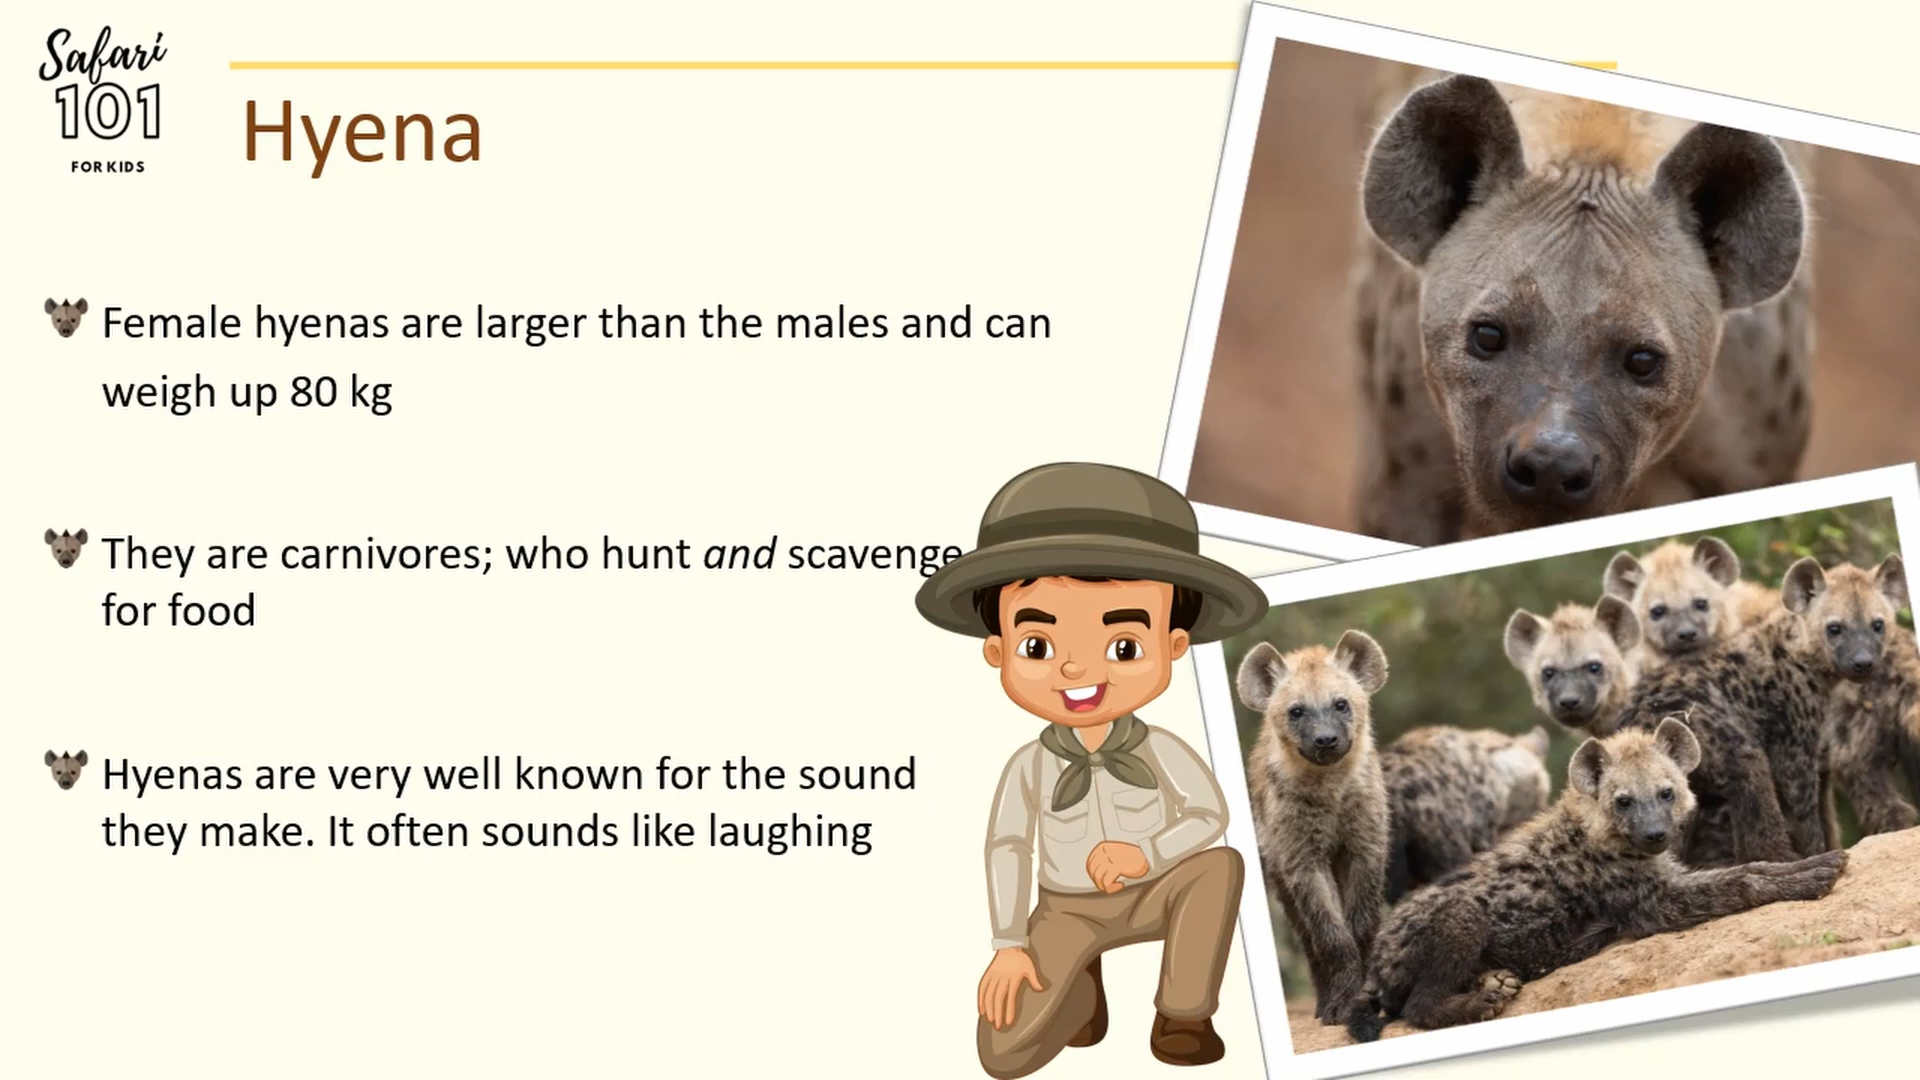 Safari
101
FOR KIDS
Hyena
Female hyenas are larger than the males and can
weigh up 80 kg
They are carnivores; who hunt and scavenge
for food
Hyenas are very well known for the sound
they make. It often sounds like laughing